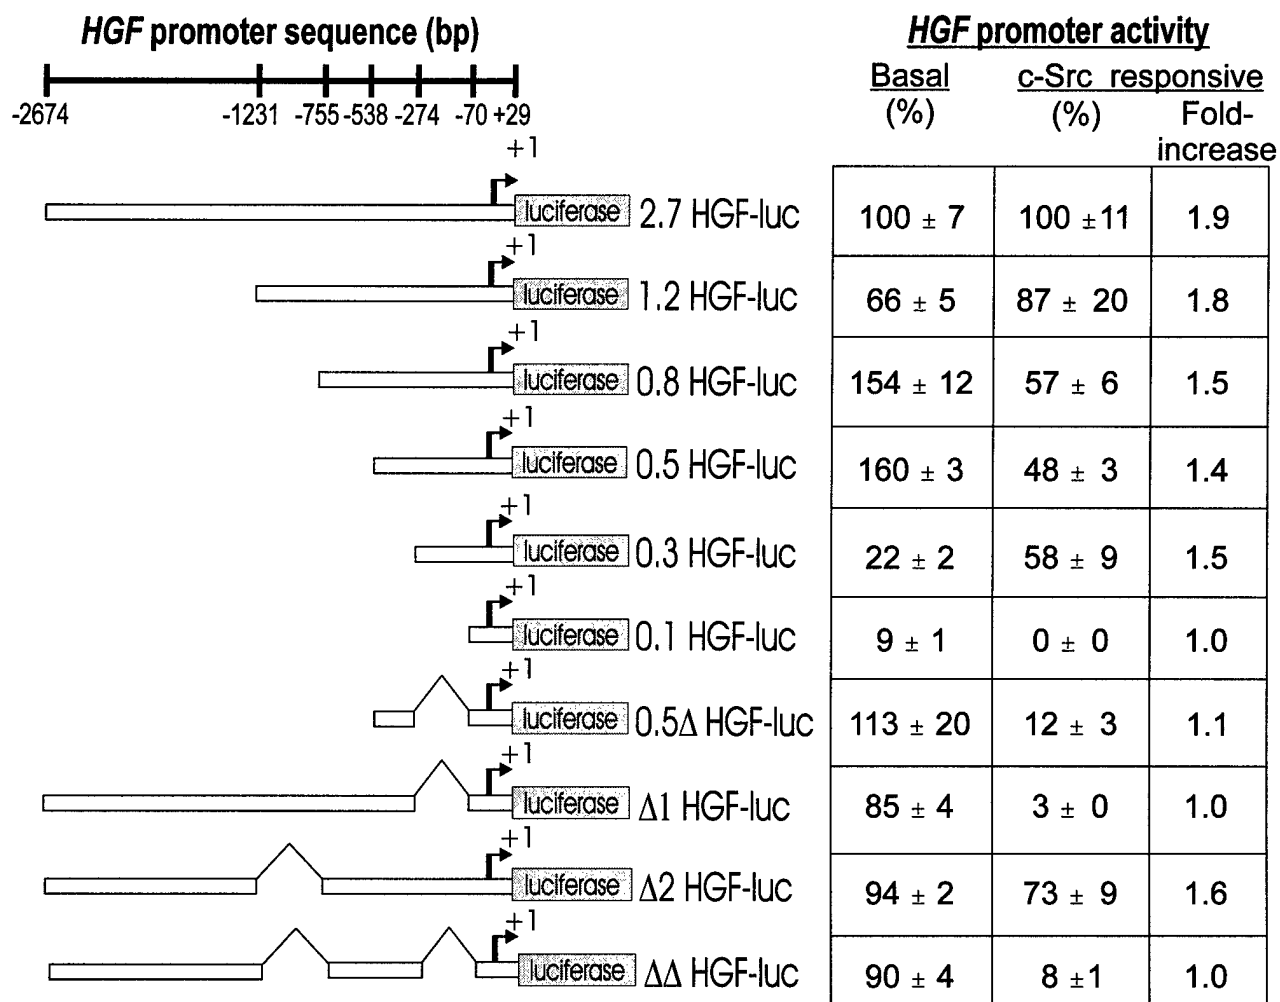 HGF promoter sequence (bp)
-2674 -1231 -755 -538 -274 -70 +29
HGF promoter activity
Basal c-Src responsive
(%) (%) Fold-
increase
+1
luciferase 2.7 HGF-luc 100 ± 7 100 ±11 1.9
+1
luciferase 1.2 HGF-luc 66 ± 5 87 ± 20 1.8
+1
luciferase 0.8 HGF-luc 154 ± 12 57 ± 6 1.5
+1
luciferase 0.5 HGF-luc 160 ± 3 48 ± 3 1.4
+1
luciferase 0.3 HGF-luc 22 ± 2 58 ± 9 1.5
+1
luciferase 0.1 HGF-luc 9 ± 1 0 ± 0 1.0
+1
luciferase 0.5Δ HGF-luc 113 ± 20 12 ± 3 1.1
+1
luciferase Δ1 HGF-luc 85 ± 4 3 ± 0 1.0
+1
luciferase Δ2 HGF-luc 94 ± 2 73 ± 9 1.6
+1
luciferase ΔΔ HGF-luc 90 ± 4 8 ±1 1.0